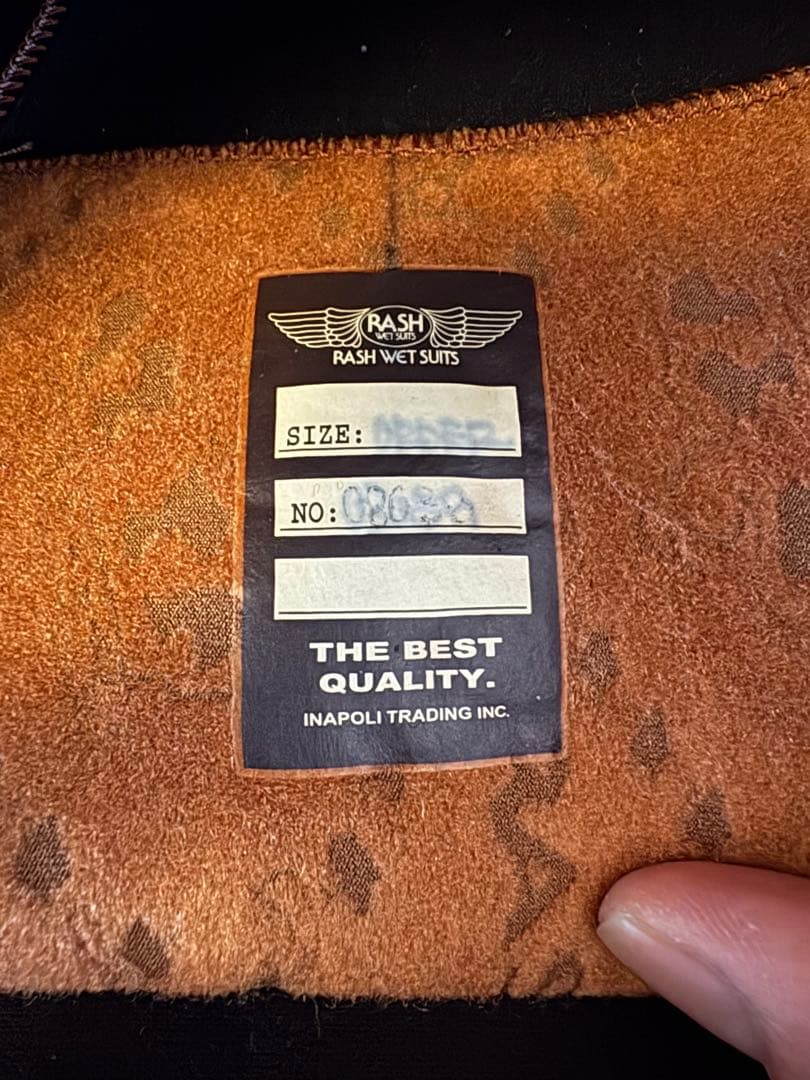 RASH
WET SUITS
RASH WET SUITS
SIZE:
NO:
THE BEST
QUALITY.
INAPOLI TRADING INC.